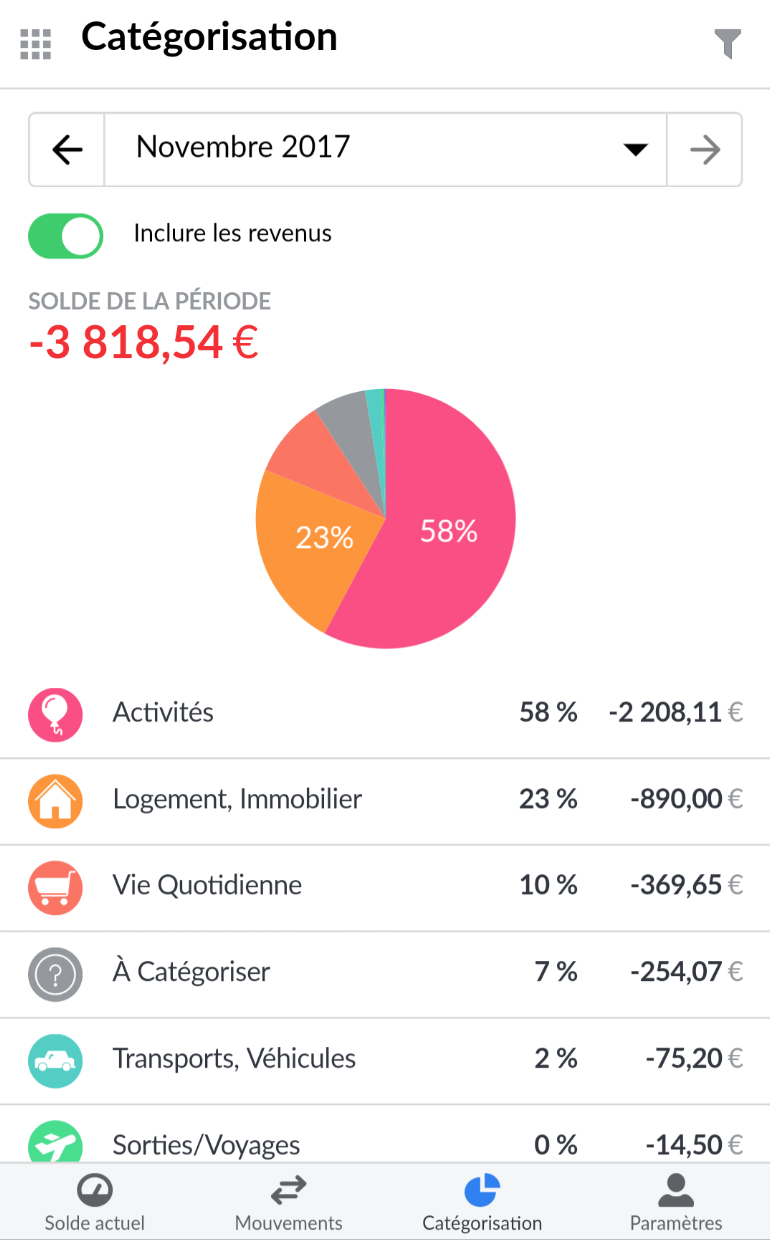 Catégorisation
Novembre 2017
Inclure les revenus
SOLDE DE LA PÉRIODE
-3 818,54 €
58%
23%
Activités 58 % -2 208,11 €
Logement, Immobilier 23 % -890,00 €
Vie Quotidienne 10 % -369,65 €
? À Catégoriser 7 % -254,07 €
Transports, Véhicules 2 % -75,20 €
Sorties/Voyages 0 % -14,50 €
Solde actuel Mouvements Catégorisation Paramètres